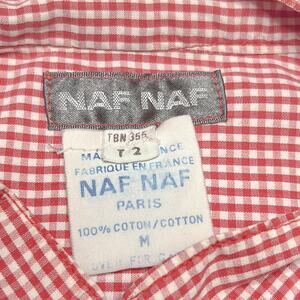 NAF NAF
TBN 355
T 2
FABRIQUE EN FRANCE
NAF NAF
PARIS
100% COTON/COTTON
M